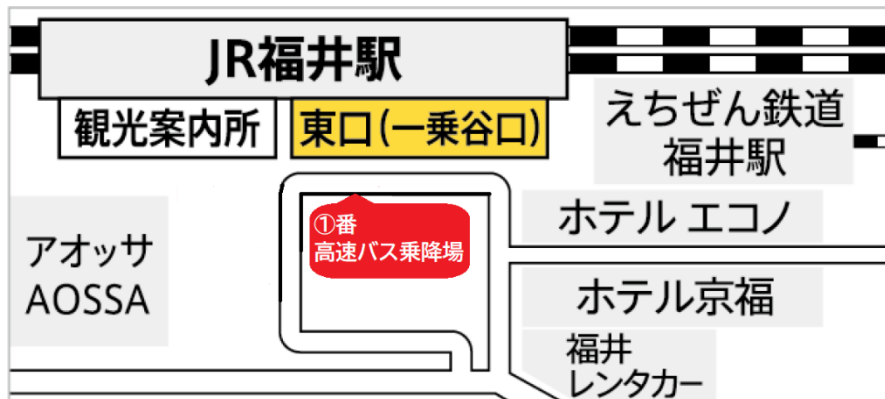 JR福井駅
観光案内所
東口(一乗谷口)
えちぜん鉄道
福井駅
①番
高速バス乗降場
アオッサ
AOSSA
ホテル エコノ
ホテル京福
福井
レンタカー